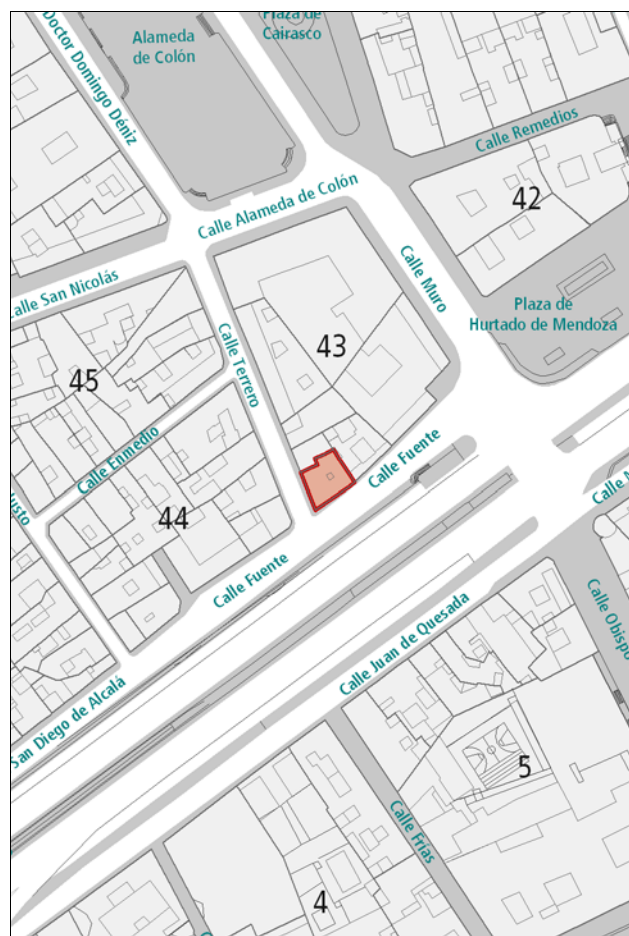 Plaza de
Cairasco
Alameda
de Colón
Doctor Domingo Déniz
Calle Remedios
42
Calle Alameda de Colón
Calle Muro
Plaza de
Hurtado de Mendoza
Calle San Nicolás
Calle Terrero
43
45
Calle Enmedio
Calle Fuente
44
Calle Fuente
Calle Juan de Quesada
Calle Obispo
San Diego de Alcalá
5
Calle Frías
4